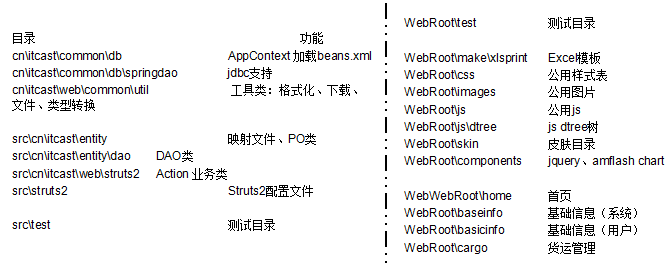 目录 功能
cn\itcast\common\db AppContext 加载beans.xml
cn\itcast\common\db\springdao jdbc支持
cn\itcast\web\common\util 工具类：格式化、下载、
文件、类型转换
src\cn\itcast\entity 映射文件、PO类
src\cn\itcast\entity\dao DAO类
src\cn\itcast\web\struts2 Action 业务类
src\struts2 Struts2配置文件
src\test 测试目录
WebRoot\test 测试目录
WebRoot\make\xlsprint Excel模板
WebRoot\css 公用样式表
WebRoot\images 公用图片
WebRoot\js 公用js
WebRoot\js\dtree js dtree树
WebRoot\skin 皮肤目录
WebRoot\components jquery、amflash chart
WebWebRoot\home 首页
WebRoot\baseinfo 基础信息（系统）
WebRoot\basicinfo 基础信息（用户）
WebRoot\cargo 货运管理